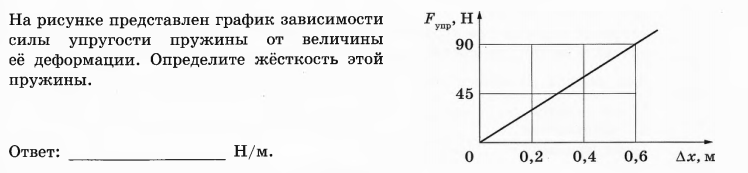 На рисунке представлен график зависимости
силы упругости пружины от величины
её деформации. Определите жёсткость этой
пружины.
Ответ: ____________ Н/м.
Fупр, Н
90
45
0 0,2 0,4 0,6 Δx, м